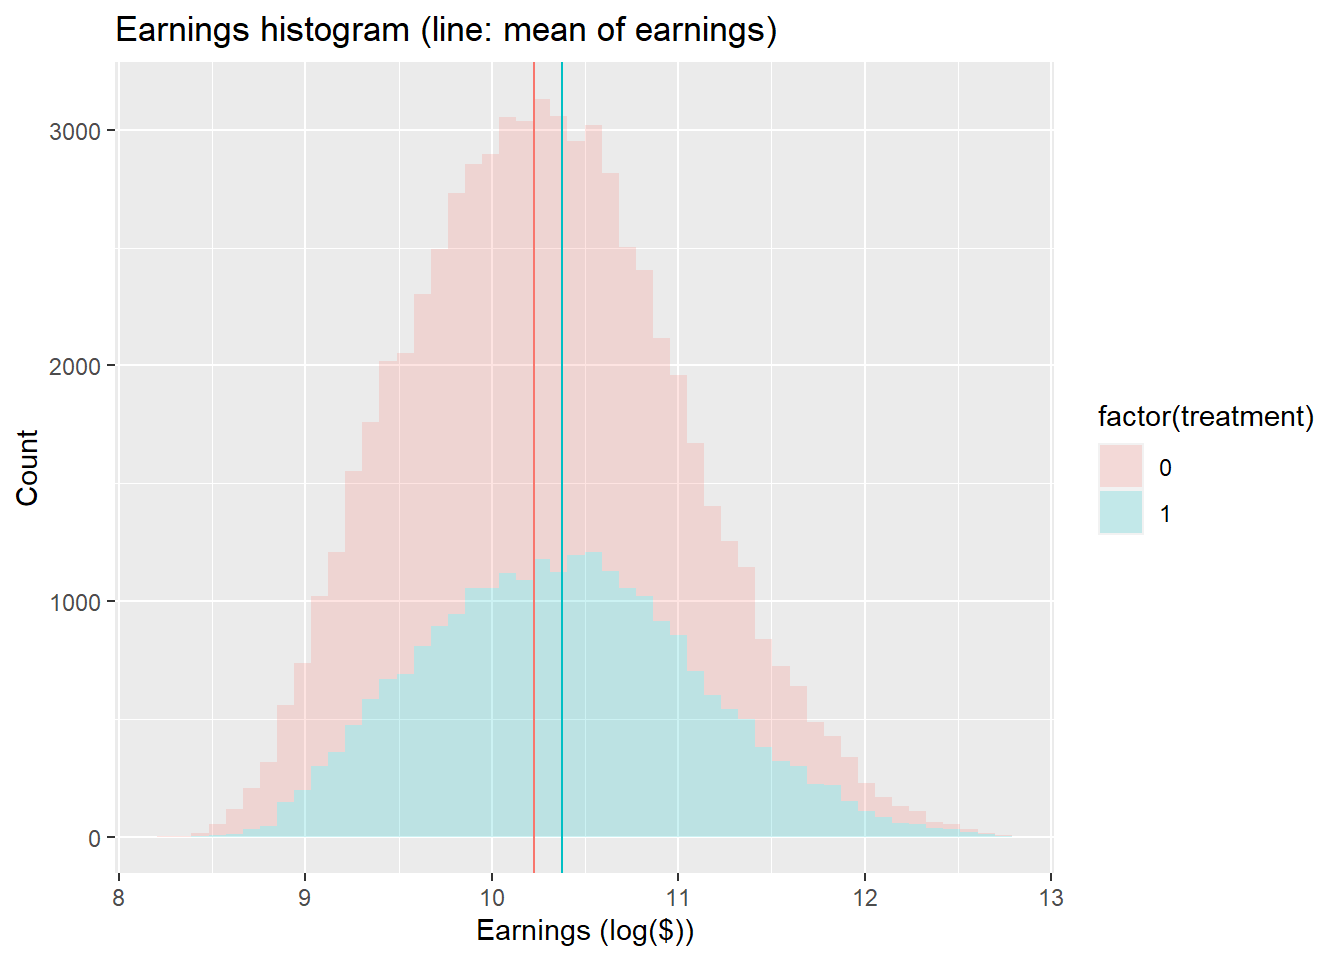 Earnings histogram (line: mean of earnings)
3000
2000
1000
0
Count
8 9 10 11 12 13
Earnings (log($))
factor(treatment)
0
1